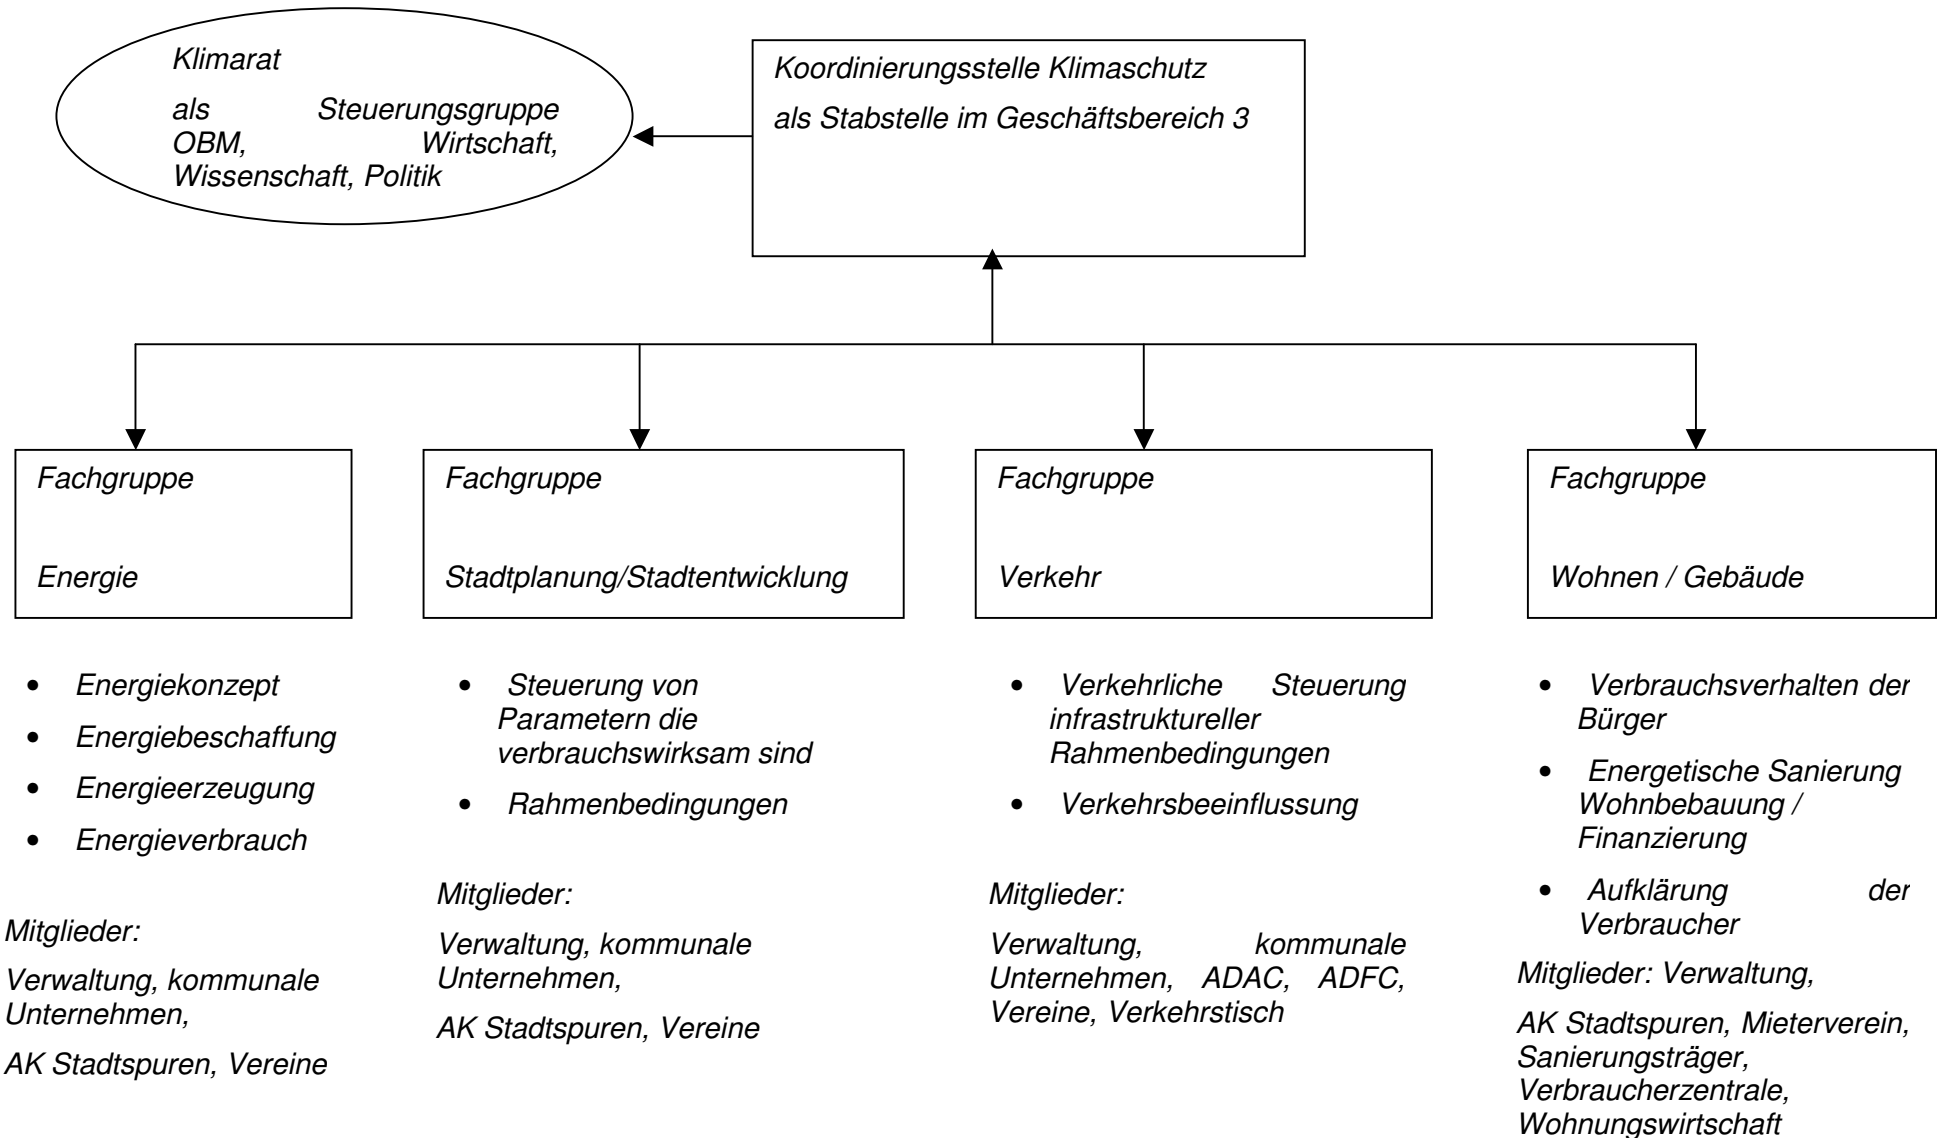 Klimarat
als Steuerungsgruppe
OBM, Wirtschaft,
Wissenschaft, Politik
Koordinierungsstelle Klimaschutz
als Stabstelle im Geschäftsbereich 3
Fachgruppe
Energie
• Energiekonzept
• Energiebeschaffung
• Energieerzeugung
• Energieverbrauch
Mitglieder:
Verwaltung, kommunale
Unternehmen,
AK Stadtspuren, Vereine
Fachgruppe
Stadtplanung/Stadtentwicklung
• Steuerung von
Parametern die
verbrauchswirksam sind
• Rahmenbedingungen
Mitglieder:
Verwaltung, kommunale
Unternehmen,
AK Stadtspuren, Vereine
Fachgruppe
Verkehr
• Verkehrliche Steuerung
infrastruktureller
Rahmenbedingungen
• Verkehrsbeeinflussung
Mitglieder:
Verwaltung, kommunale
Unternehmen, ADAC, ADFC,
Vereine, Verkehrstisch
Fachgruppe
Wohnen / Gebäude
• Verbrauchsverhalten der
Bürger
• Energetische Sanierung
Wohnbebauung /
Finanzierung
• Aufklärung der
Verbraucher
Mitglieder: Verwaltung,
AK Stadtspuren, Mieterverein,
Sanierungsträger,
Verbraucherzentrale,
Wohnungswirtschaft